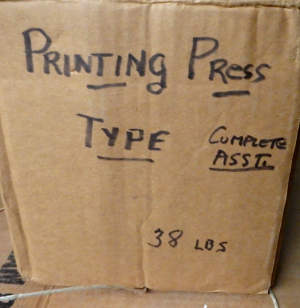 PRINTING PRESS
TYPE COMPLETE
ASST.
38 LBS